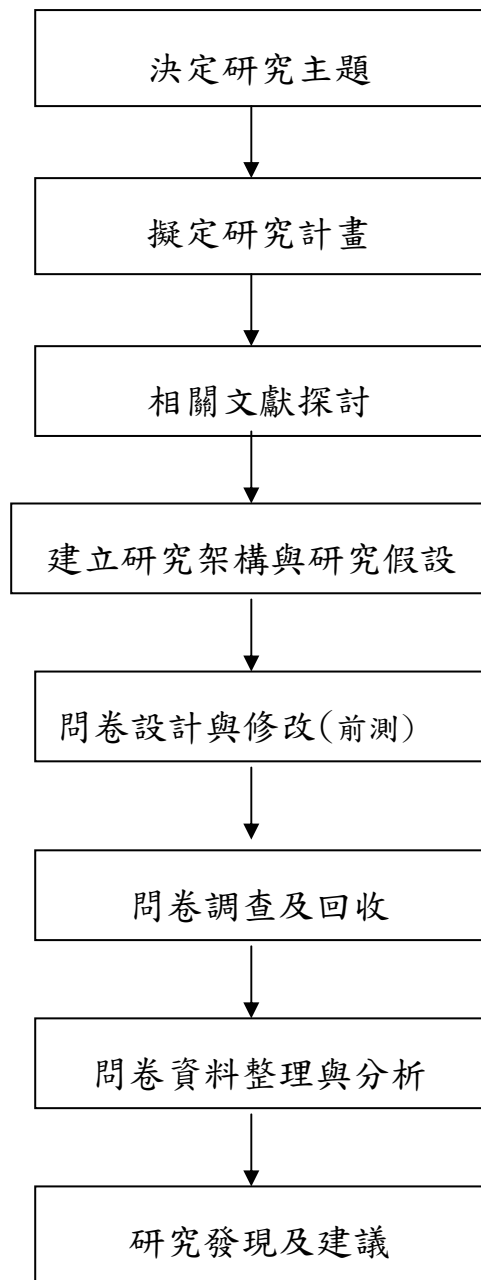 決定研究主題
擬定研究計畫
相關文獻探討
建立研究架構與研究假設
問卷設計與修改(前測)
問卷調查及回收
問卷資料整理與分析
研究發現及建議